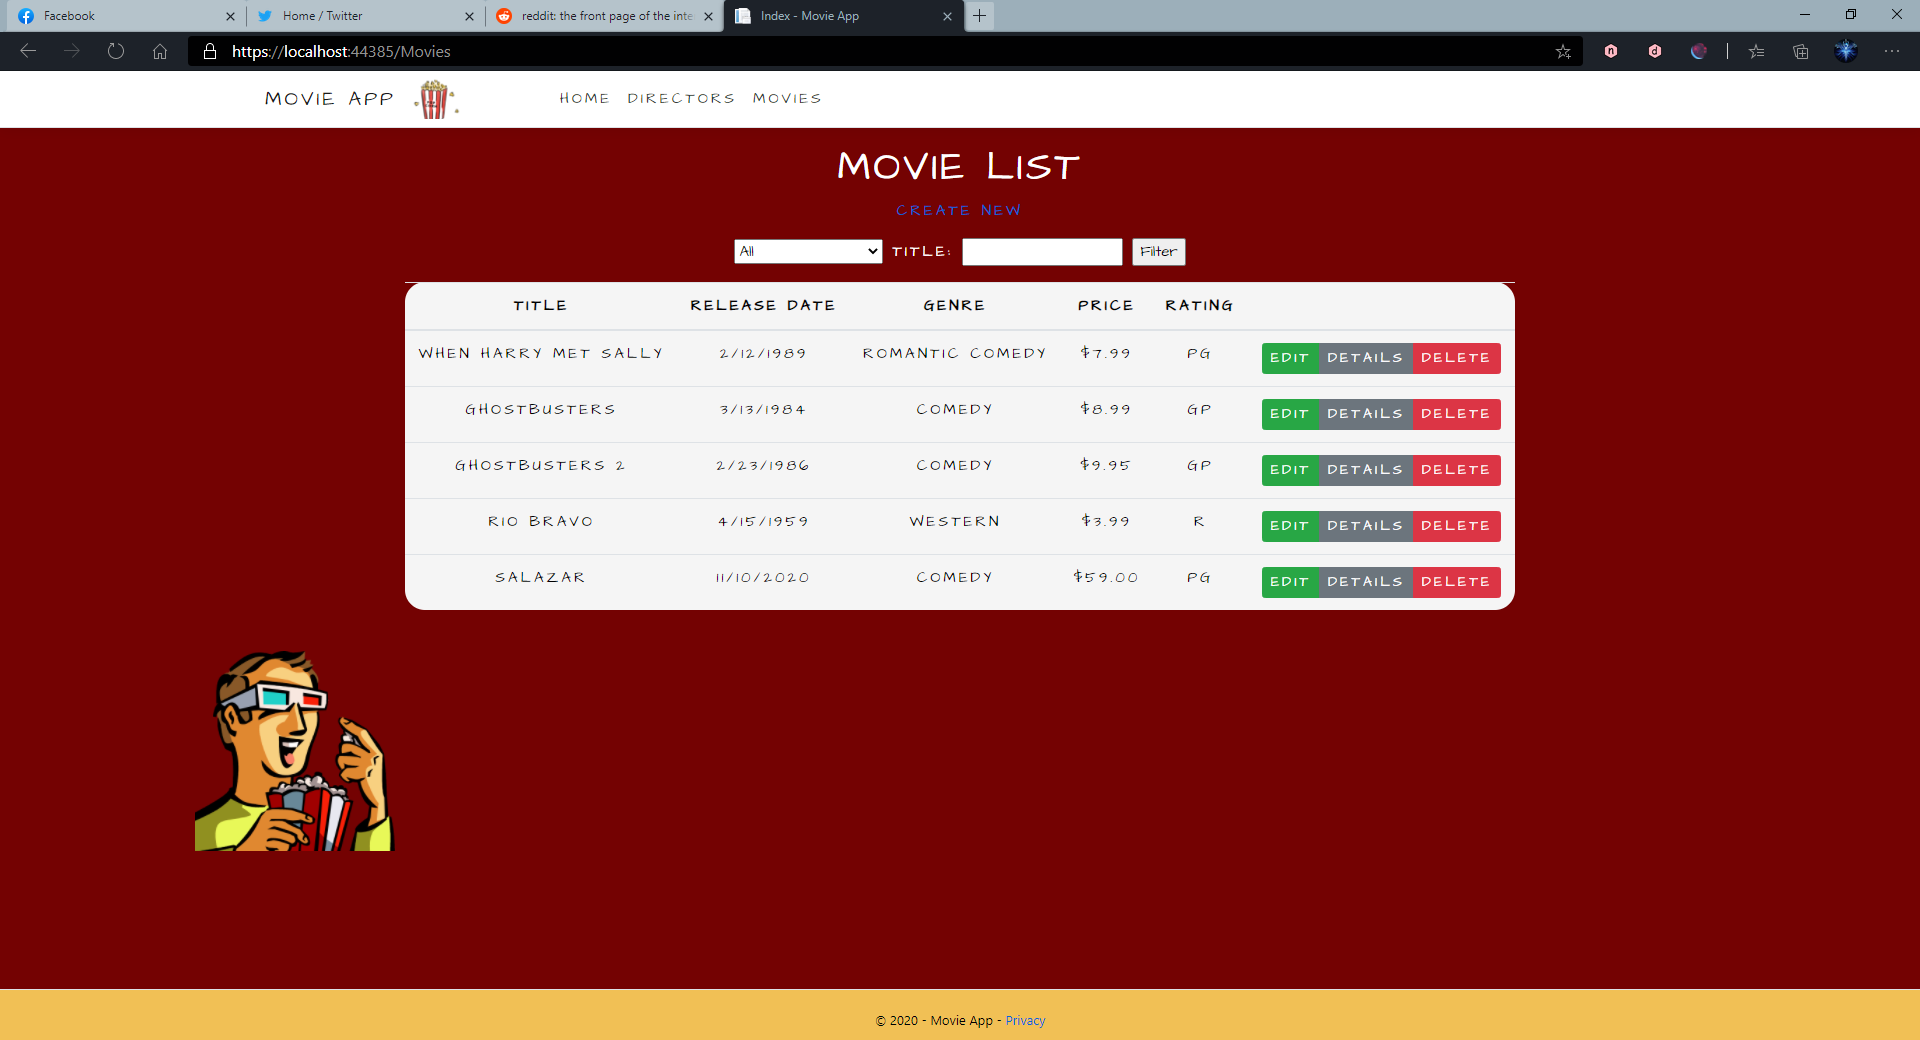 Facebook
Home / Twitter
reddit: the front page of the inte
Index - Movie App
https://localhost:44385/Movies
MOVIE APP
HOME DIRECTORS MOVIES
MOVIE LIST
CREATE NEW
All TITLE: Filter
TITLE RELEASE DATE GENRE PRICE RATING
WHEN HARRY MET SALLY 2/12/1989 ROMANTIC COMEDY $7.99 PG EDIT DETAILS DELETE
GHOSTBUSTERS 3/13/1984 COMEDY $8.99 GP EDIT DETAILS DELETE
GHOSTBUSTERS 2 2/23/1986 COMEDY $9.95 GP EDIT DETAILS DELETE
RIO BRAVO 4/15/1959 WESTERN $3.99 R EDIT DETAILS DELETE
SALAZAR 11/10/2020 COMEDY $59.00 PG EDIT DETAILS DELETE
© 2020 - Movie App - Privacy